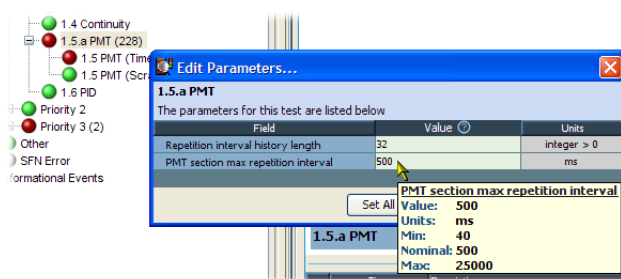 1.4 Continuity
1.5.a PMT (228)
1.5 PMT (Time
1.5 PMT (Scra
1.6 PID
Priority 2
Priority 3 (2)
Other
SFN Error
formational Events
Edit Parameters...
1.5.a PMT
The parameters for this test are listed below
Field Value ? Units
Repetition interval history length 32 integer > 0
PMT section max repetition interval 500 ms
Set All
PMT section max repetition interval
Value: 500
Units: ms
Min: 40
Nominal: 500
Max: 25000
1.5.a PMT